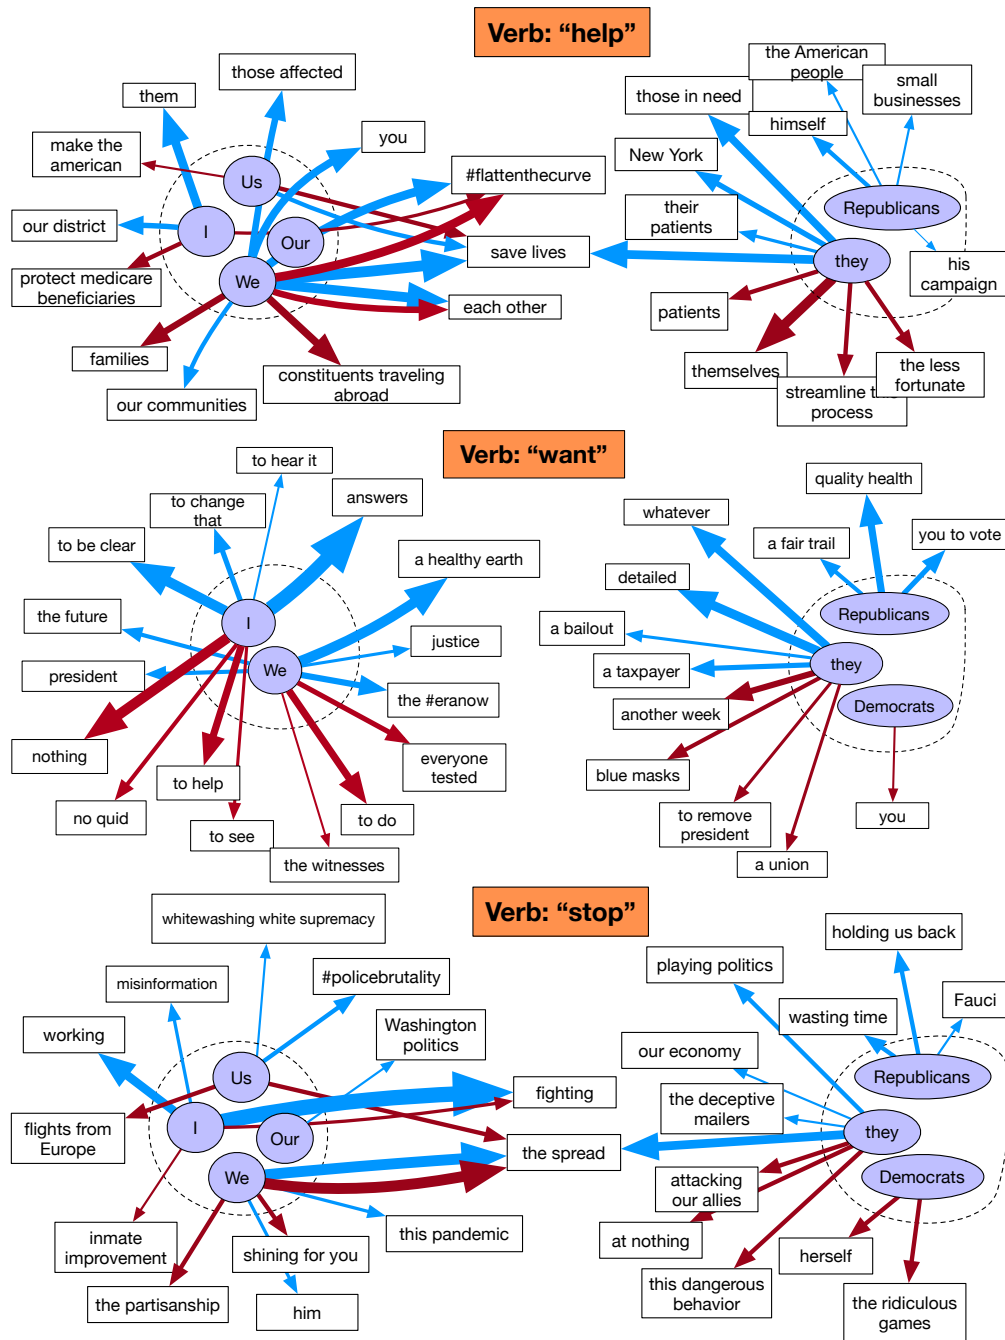 Verb: “help”
those affected
them
you
make the
american
#flattenthecurve
Us
our district
I
Our
save lives
protect medicare
beneficiaries
We
each other
families
constituents traveling
abroad
our communities
the American
people
small
businesses
those in need
himself
New York
Republicans
their
patients
they
his
campaign
patients
themselves
the less
fortunate
streamline this
process
Verb: “want”
to hear it
answers
to change
that
to be clear
a healthy earth
the future
I
justice
president
We
the #eranow
nothing
everyone
tested
to help
no quid
to do
to see
the witnesses
quality health
whatever
you to vote
a fair trail
detailed
Republicans
a bailout
they
a taxpayer
Democrats
another week
blue masks
to remove
president
you
a union
Verb: “stop”
whitewashing white supremacy
#policebrutality
misinformation
Washington
politics
working
Us
fighting
flights from
Europe
I
Our
the spread
We
inmate
improvement
shining for you
this pandemic
the partisanship
him
holding us back
playing politics
Fauci
wasting time
our economy
Republicans
the deceptive
mailers
they
attacking
our allies
Democrats
at nothing
herself
this dangerous
behavior
the ridiculous
games